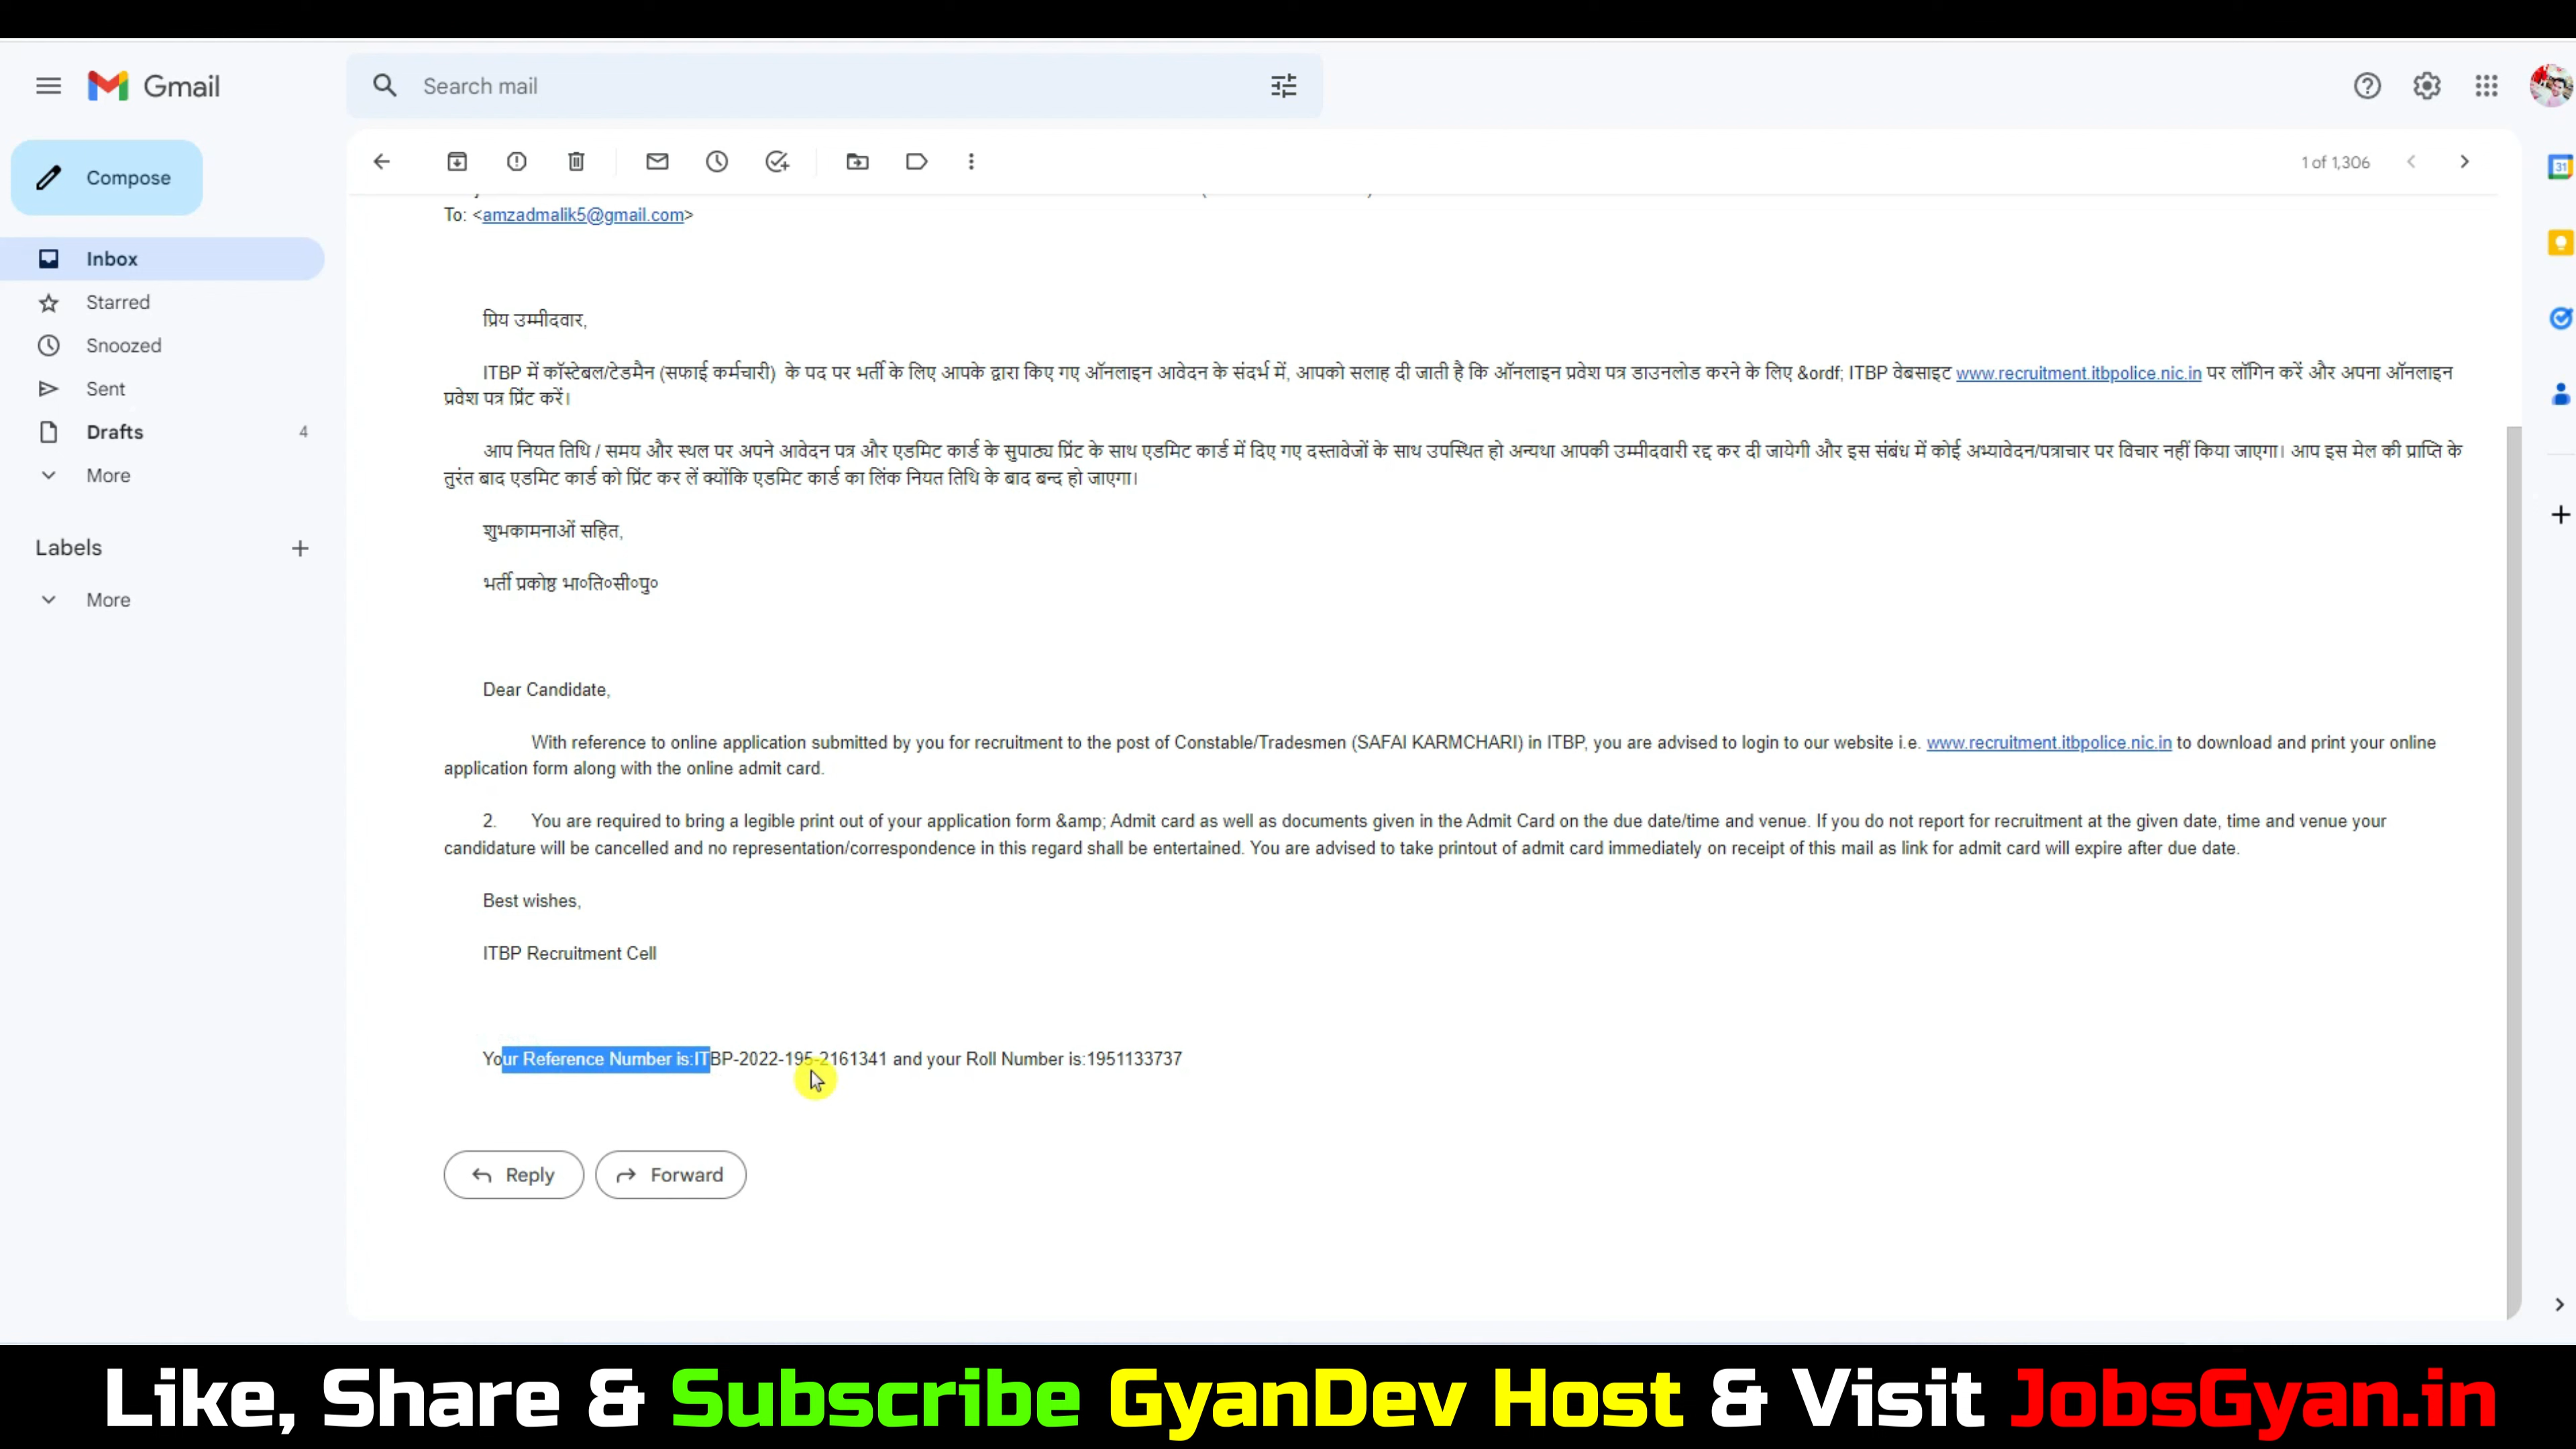 Gmail
Search mail
Compose
1 of 1,306
To: <amzadmalik5@gmail.com>
Inbox
Starred
Snoozed
Sent
Drafts 4
More
Labels
More
प्रिय उम्मीदवार,
ITBP में कॉस्टेबल/टेडमैन (सफाई कर्मचारी) के पद पर भर्ती के लिए आपके द्वारा किए गए ऑनलाइन आवेदन के संदर्भ में, आपको सलाह दी जाती है कि ऑनलाइन प्रवेश पत्र डाउनलोड करने के लिए &ordf; ITBP वेबसाइट www.recruitment.itbpolice.nic.in पर लॉगिन करें और अपना ऑनलाइन
प्रवेश पत्र प्रिंट करें।
आप नियत तिथि / समय और स्थल पर अपने आवेदन पत्र और एडमिट कार्ड के सुपाठ्य प्रिंट के साथ एडमिट कार्ड में दिए गए दस्तावेजों के साथ उपस्थित हो अन्यथा आपकी उम्मीदवारी रद्द कर दी जायेगी और इस संबंध में कोई अभ्यावेदन/पत्राचार पर विचार नहीं किया जाएगा। आप इस मेल की प्राप्ति के
तुरंत बाद एडमिट कार्ड को प्रिंट कर लें क्योंकि एडमिट कार्ड का लिंक नियत तिथि के बाद बन्द हो जाएगा।
शुभकामनाओं सहित,
भर्ती प्रकोष्ठ भा०ति०सी०पु०
Dear Candidate,
With reference to online application submitted by you for recruitment to the post of Constable/Tradesmen (SAFAI KARMCHARI) in ITBP, you are advised to login to our website i.e. www.recruitment.itbpolice.nic.in to download and print your online
application form along with the online admit card.
2. You are required to bring a legible print out of your application form &amp; Admit card as well as documents given in the Admit Card on the due date/time and venue. If you do not report for recruitment at the given date, time and venue your
candidature will be cancelled and no representation/correspondence in this regard shall be entertained. You are advised to take printout of admit card immediately on receipt of this mail as link for admit card will expire after due date.
Best wishes,
ITBP Recruitment Cell
Your Reference Number is:ITBP-2022-195-2161341 and your Roll Number is:1951133737
Reply Forward
Like, Share & Subscribe GyanDev Host & Visit JobsGyan.in